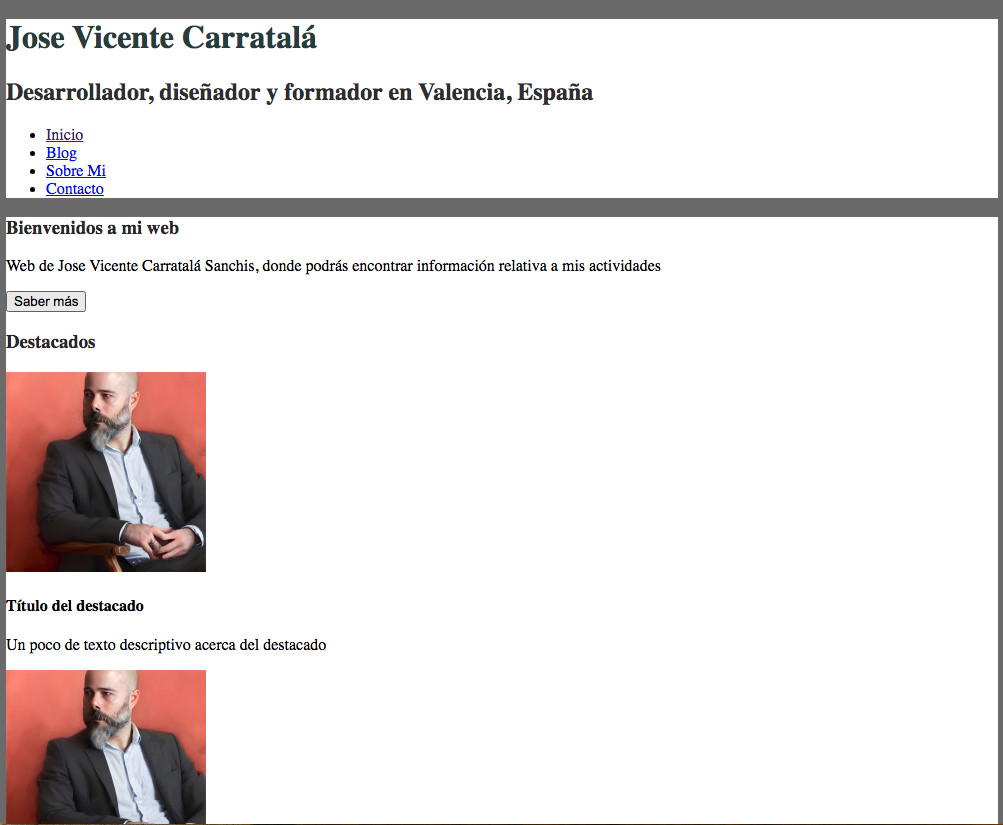 Jose Vicente Carratalá
Desarrollador, diseñador y formador en Valencia, España
Inicio
Blog
Sobre Mi
Contacto
Bienvenidos a mi web
Web de Jose Vicente Carratalá Sanchis, donde podrás encontrar información relativa a mis actividades
Saber más
Destacados
Título del destacado
Un poco de texto descriptivo acerca del destacado